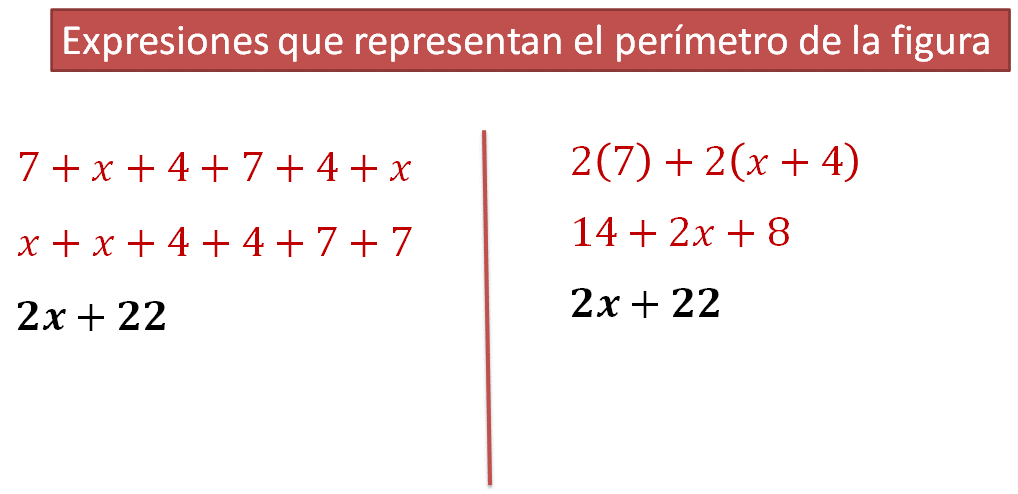 Expresiones que representan el perímetro de la figura
7 + x + 4 + 7 + 4 + x
x + x + 4 + 4 + 7 + 7
2x + 22
2(7) + 2(x + 4)
14 + 2x + 8
2x + 22